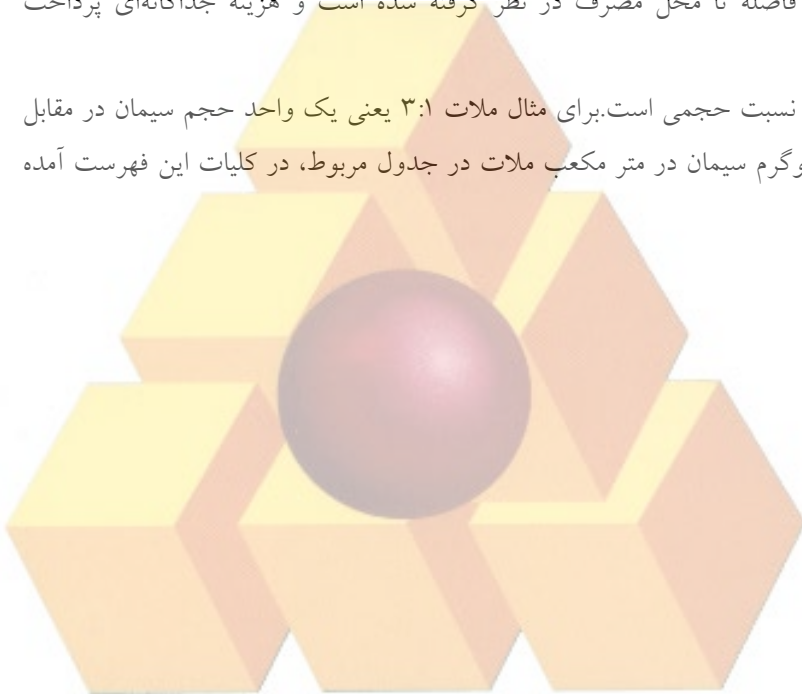 فاصله تا محل مصرف در نظر گرفته شده است و هزینه جداگانه‌ای پرداخت
نسبت حجمی است.برای مثال ملات ۳:۱ یعنی یک واحد حجم سیمان در مقابل
وگرم سیمان در متر مکعب ملات در جدول مربوط، در کلیات این فهرست آمده